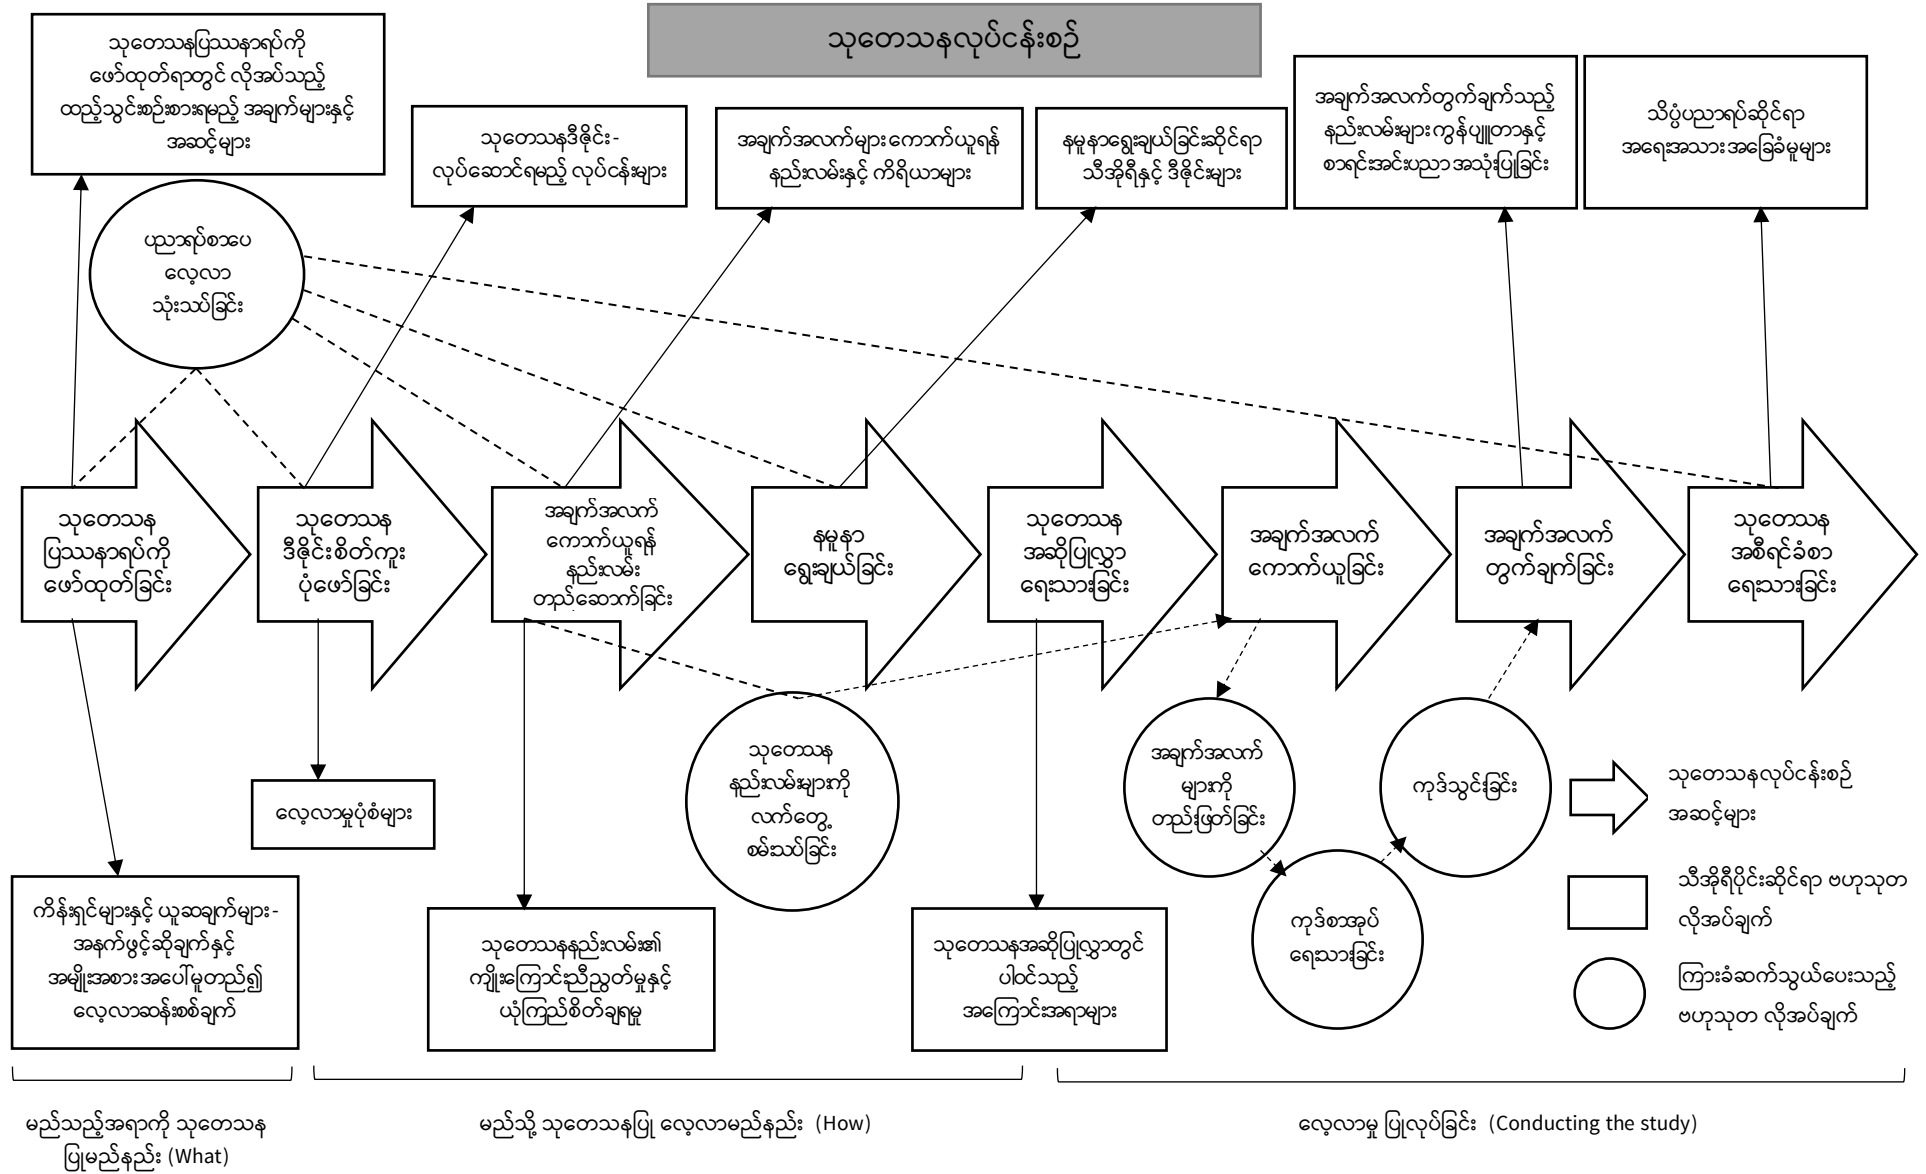 သုတေသနလုပ်ငန်းစဉ်
သုတေသနပြဿနာရပ်ကို
ဖော်ထုတ်ရာတွင် လိုအပ်သည့်
ထည့်သွင်းစဉ်းစားရမည့် အချက်များနှင့်
အဆင့်များ
သုတေသနဒီဇိုင်း -
လုပ်ဆောင်ရမည့် လုပ်ငန်းများ
အချက်အလက်များ ကောက်ယူရန်
နည်းလမ်းနှင့် ကိရိယာများ
နမူနာရွေးချယ်ခြင်းဆိုင်ရာ
သီအိုရီနှင့် ဒီဇိုင်းများ
အချက်အလက်တွက်ချက်သည့်
နည်းလမ်းများ ကွန်ပျူတာနှင့်
စာရင်းအင်းပညာ အသုံးပြုခြင်း
သိပ္ပံပညာရပ်ဆိုင်ရာ
အရေးအသား အခြေခံမူများ
ပညာရပ်စာပေ
လေ့လာ
သုံးသပ်ခြင်း
သုတေသန
ပြဿနာရပ်ကို
ဖော်ထုတ်ခြင်း
သုတေသန
ဒီဇိုင်းစိတ်ကူး
ပုံဖော်ခြင်း
အချက်အလက်
ကောက်ယူရန်
နည်းလမ်း
တည်ဆောက်ခြင်း
နမူနာ
ရွေးချယ်ခြင်း
သုတေသန
အဆိုပြုလွှာ
ရေးသားခြင်း
အချက်အလက်
ကောက်ယူခြင်း
အချက်အလက်
တွက်ချက်ခြင်း
သုတေသန
အစီရင်ခံစာ
ရေးသားခြင်း
လေ့လာမှုပုံစံများ
သုတေသန
နည်းလမ်းများကို
လက်တွေ့
စမ်းသပ်ခြင်း
အချက်အလက်
များကို
တည်းဖြတ်ခြင်း
ကုဒ်သွင်းခြင်း
ကုဒ်စာအုပ်
ရေးသားခြင်း
ကိန်းရှင်များနှင့် ယူဆချက်များ -
အနက်ဖွင့်ဆိုချက်နှင့်
အမျိုးအစား အပေါ်မူတည်၍
လေ့လာဆန်းစစ်ချက်
သုတေသနနည်းလမ်း၏
ကျိုးကြောင်းညီညွတ်မှုနှင့်
ယုံကြည်စိတ်ချရမှု
သုတေသနအဆိုပြုလွှာတွင်
ပါဝင်သည့်
အကြောင်းအရာများ
သုတေသနလုပ်ငန်းစဉ်
အဆင့်များ
သီအိုရီပိုင်းဆိုင်ရာ ဗဟုသုတ
လိုအပ်ချက်
ကြားခံဆက်သွယ်ပေးသည့်
ဗဟုသုတ လိုအပ်ချက်
မည်သည့်အရာကို သုတေသန
ပြုမည်နည်း (What)
မည်သို့ သုတေသနပြု လေ့လာမည်နည်း (How)
လေ့လာမှု ပြုလုပ်ခြင်း (Conducting the study)